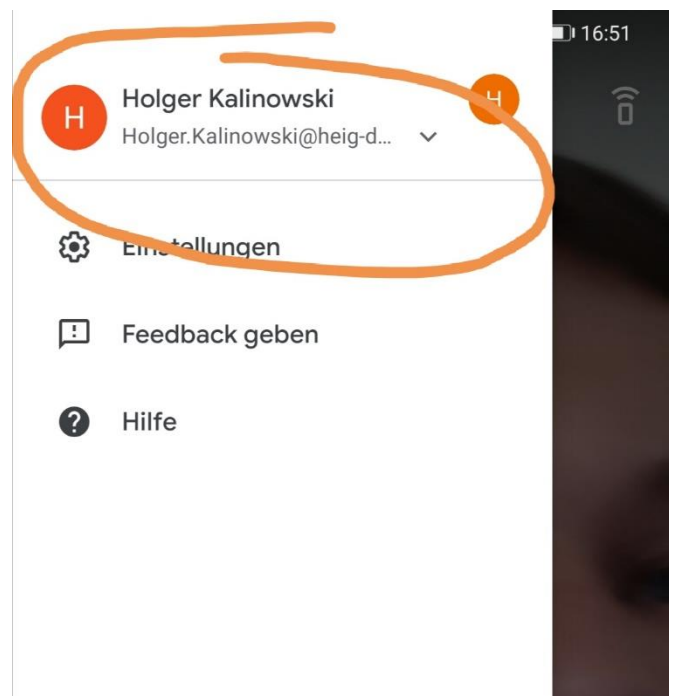 16:51
H
Holger Kalinowski
H
Holger.Kalinowski@heig-d...
Einstellungen
Feedback geben
Hilfe